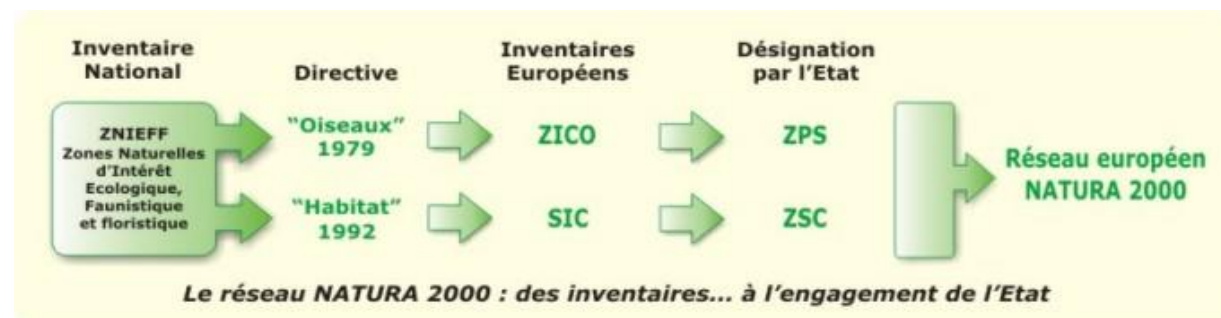 Inventaire
National
Directive
Inventaires
Européens
Désignation
par l'Etat
ZNIEFF
Zones Naturelles
d'Intérêt
Ecologique,
Faunistique
et floristique
"Oiseaux"
1979
ZICO
ZPS
"Habitat"
1992
SIC
ZSC
Réseau européen
NATURA 2000
Le réseau NATURA 2000 : des inventaires... à l'engagement de l'Etat